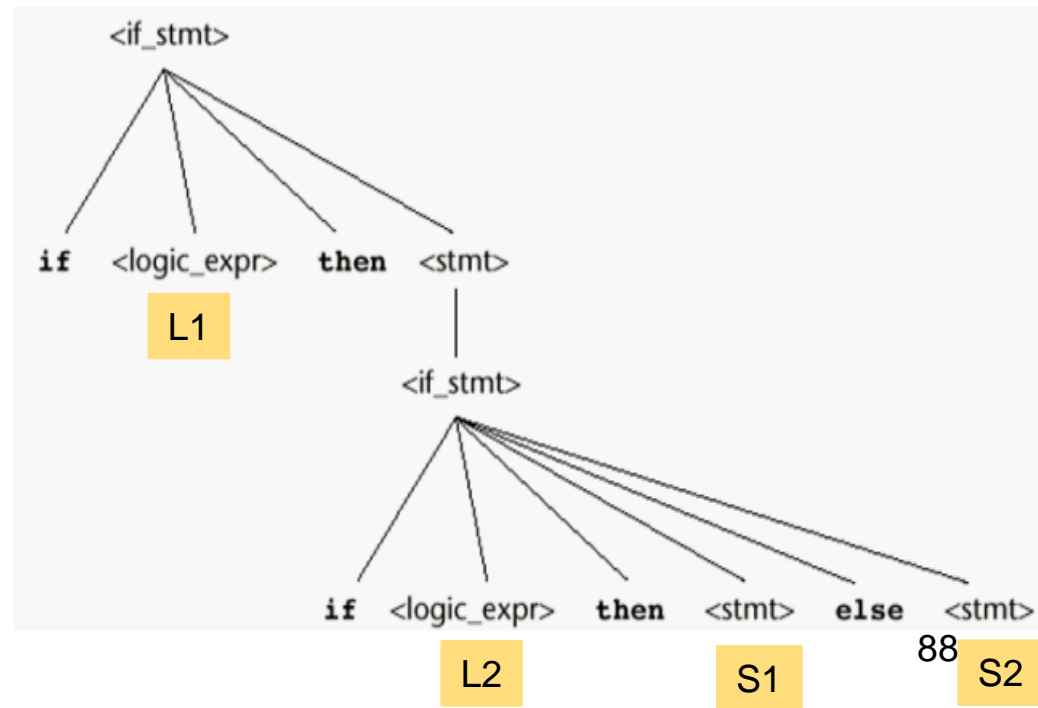 <if_stmt>
if <logic_expr> then <stmt>
L1
<if_stmt>
if <logic_expr> then <stmt> else <stmt>
88
L2 S1 S2